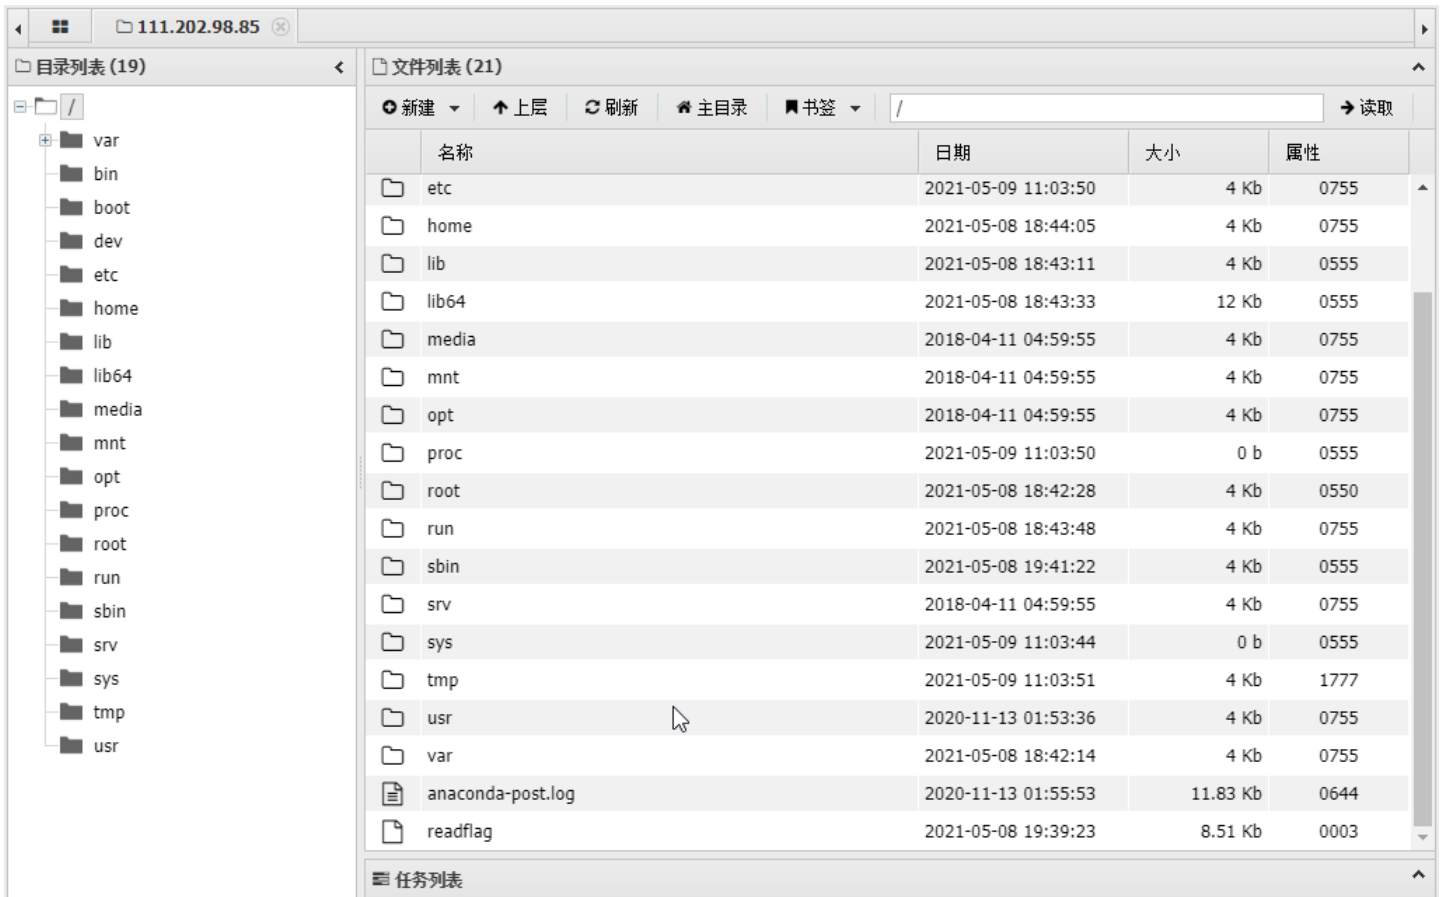 111.202.98.85
目录列表 (19)
/
var
bin
boot
dev
etc
home
lib
lib64
media
mnt
opt
proc
root
run
sbin
srv
sys
tmp
usr
文件列表 (21)
新建 上层 刷新 主目录 书签 / 读取
名称 日期 大小 属性
etc 2021-05-09 11:03:50 4 Kb 0755
home 2021-05-08 18:44:05 4 Kb 0755
lib 2021-05-08 18:43:11 4 Kb 0555
lib64 2021-05-08 18:43:33 12 Kb 0555
media 2018-04-11 04:59:55 4 Kb 0755
mnt 2018-04-11 04:59:55 4 Kb 0755
opt 2018-04-11 04:59:55 4 Kb 0755
proc 2021-05-09 11:03:50 0 b 0555
root 2021-05-08 18:42:28 4 Kb 0550
run 2021-05-08 18:43:48 4 Kb 0755
sbin 2021-05-08 19:41:22 4 Kb 0555
srv 2018-04-11 04:59:55 4 Kb 0755
sys 2021-05-09 11:03:44 0 b 0555
tmp 2021-05-09 11:03:51 4 Kb 1777
usr 2020-11-13 01:53:36 4 Kb 0755
var 2021-05-08 18:42:14 4 Kb 0755
anaconda-post.log 2020-11-13 01:55:53 11.83 Kb 0644
readflag 2021-05-08 19:39:23 8.51 Kb 0003
任务列表